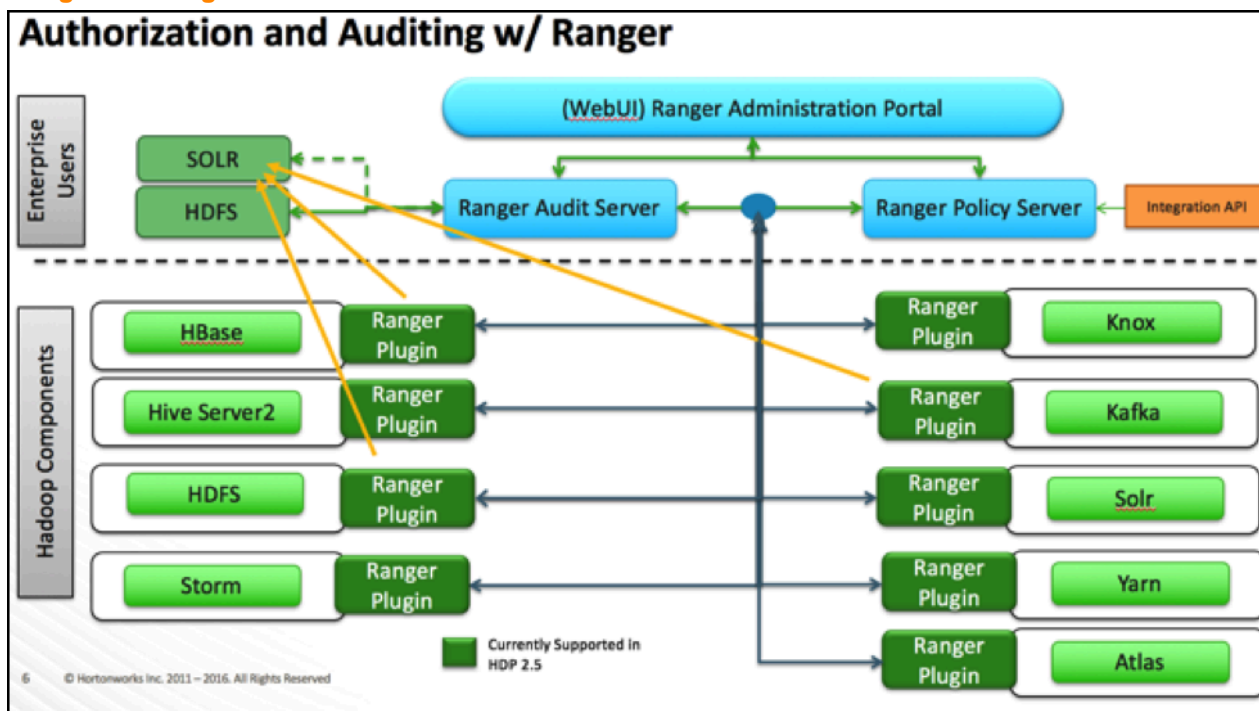 Authorization and Auditing w/ Ranger
Enterprise
Users
(WebUI) Ranger Administration Portal
SOLR
HDFS
Ranger Audit Server
Ranger Policy Server
Integration API
Hadoop Components
HBase
Ranger
Plugin
Ranger
Plugin
Knox
Hive Server2
Ranger
Plugin
Ranger
Plugin
Kafka
HDFS
Ranger
Plugin
Ranger
Plugin
Solr
Storm
Ranger
Plugin
Ranger
Plugin
Yarn
Ranger
Plugin
Atlas
Currently Supported in
HDP 2.5
6 © Hortonworks Inc. 2011 – 2016. All Rights Reserved